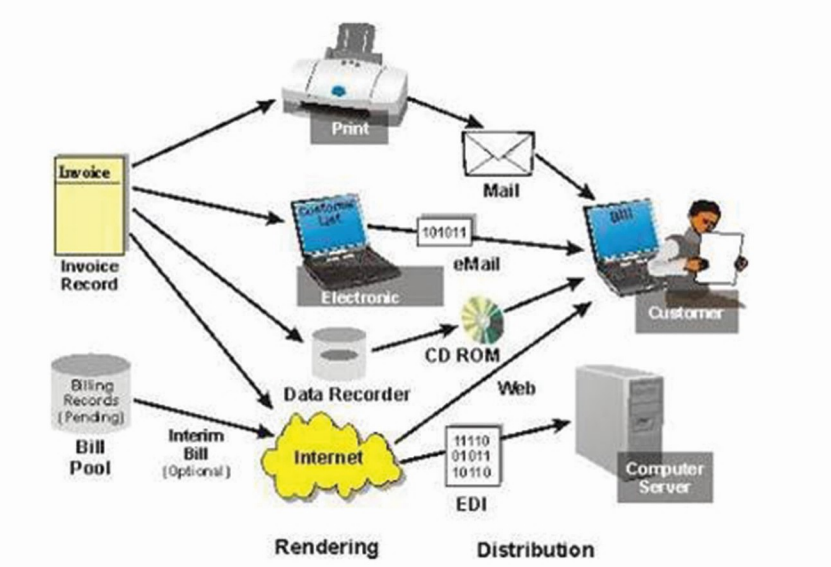 Print
Mail
Invoice
Invoice
Record
Customer
List
Electronic
101011
eMail
Bill
Customer
Data Recorder
CD ROM
Web
Billing
Records
(Pending)
Bill
Pool
Interim
Bill
(Optional)
Internet
11110
01011
10110
EDI
Computer
Server
Rendering
Distribution